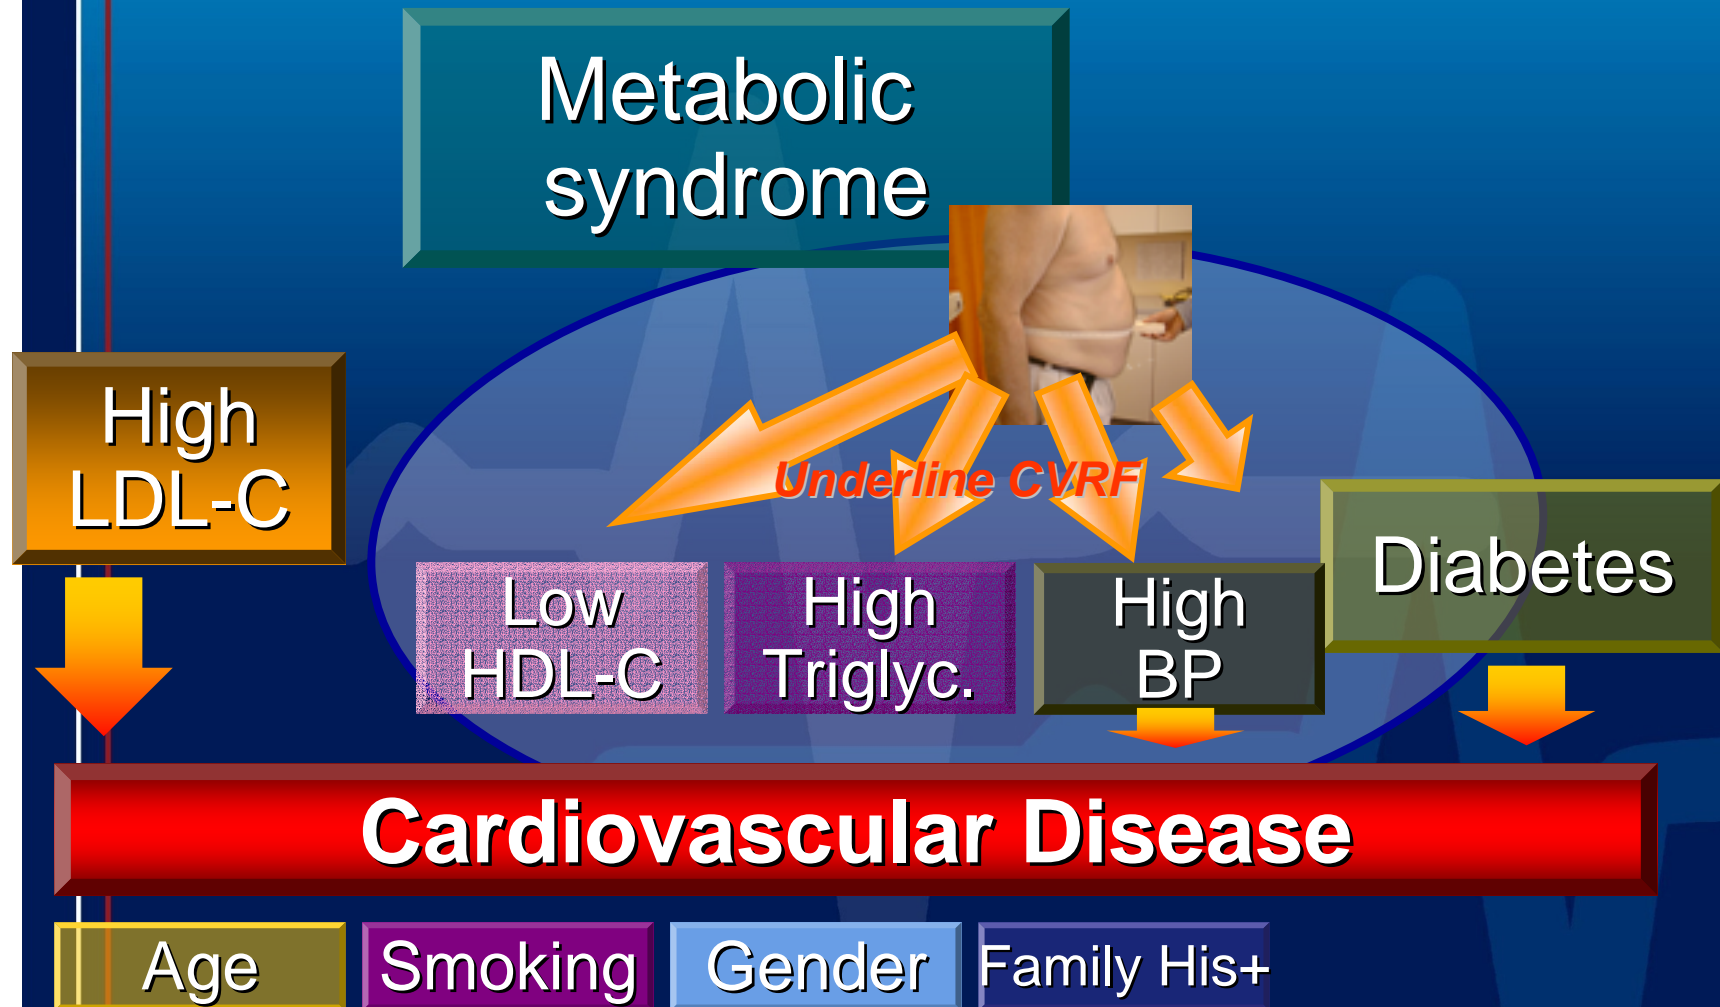 Metabolic
syndrome
High
LDL-C
Underline CVRF
Diabetes
Low
HDL-C
High
Triglyc.
High
BP
Cardiovascular Disease
Age
Smoking
Gender
Family His+